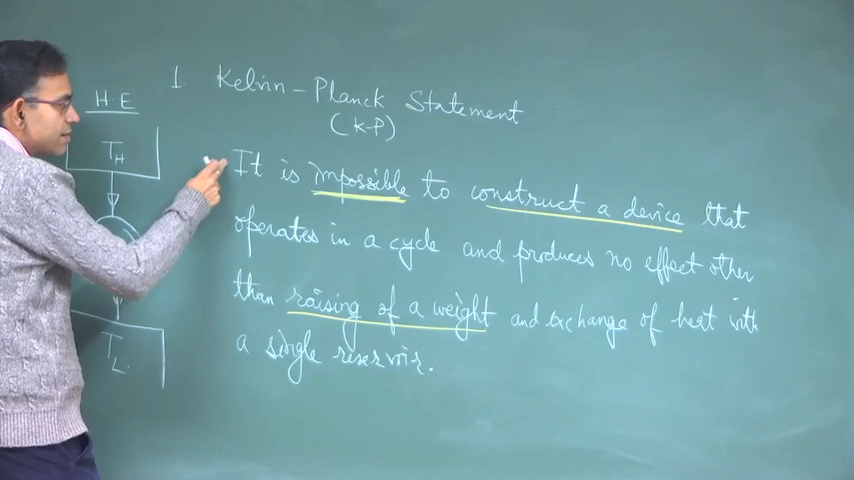 1. Kelvin - Planck Statement
(K-P)
H.E
T_H
It is impossible to construct a device that
operates in a cycle and produces no effect other
than raising of a weight and exchange of heat with
a single reservoir.
T_L